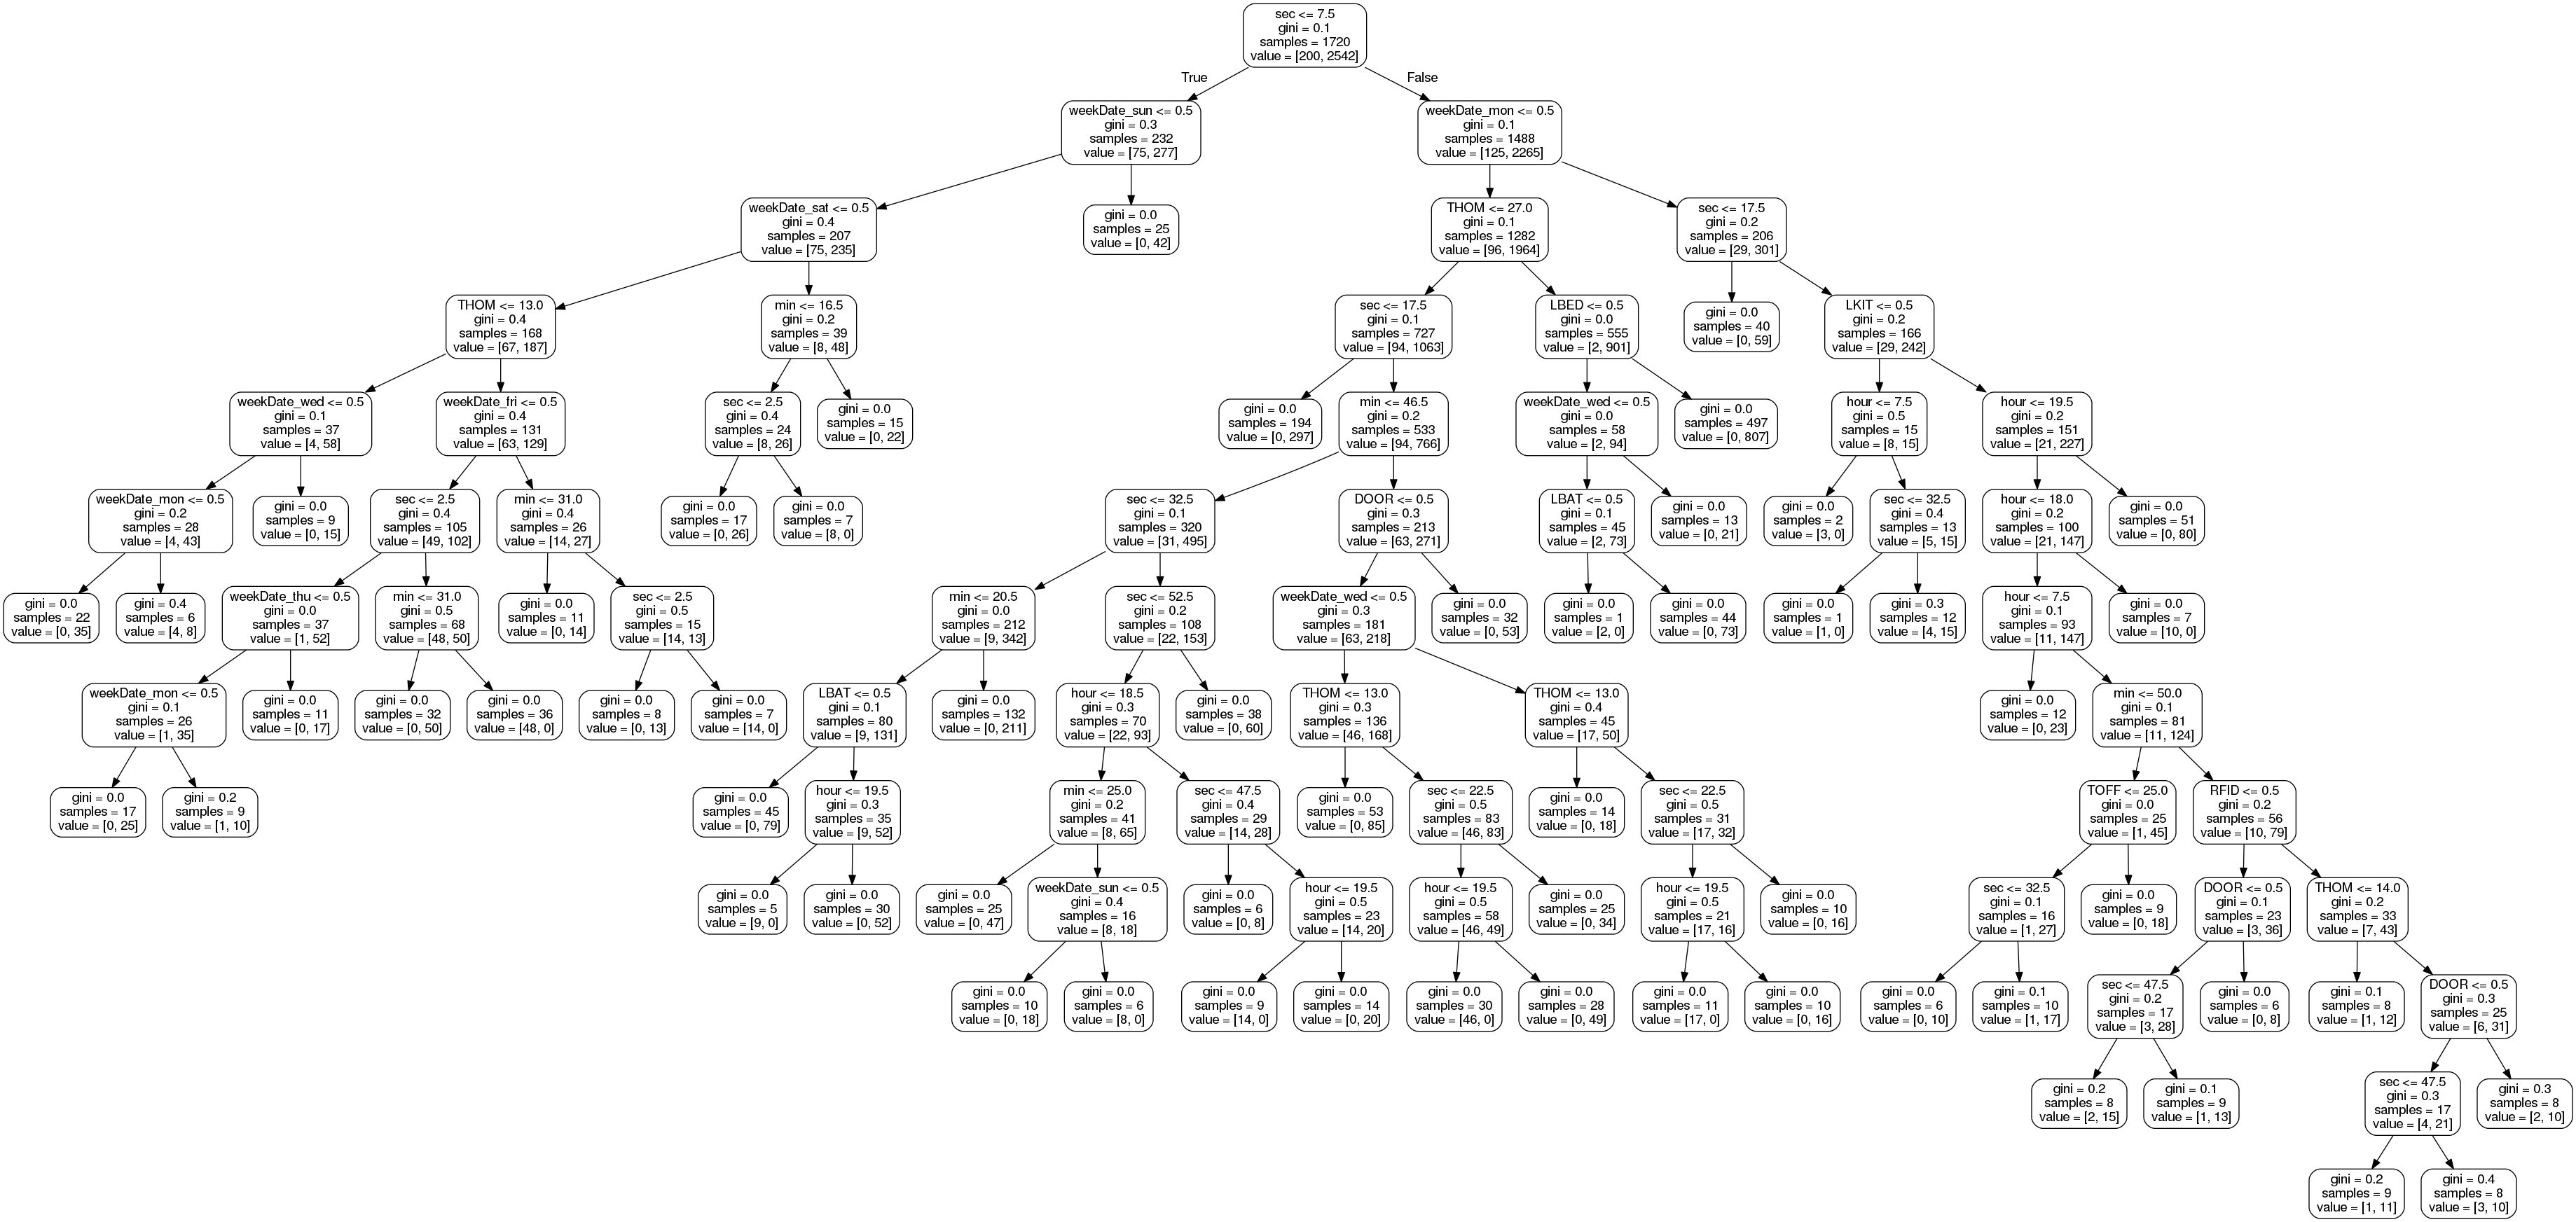 sec <= 7.5
gini = 0.1
samples = 1720
value = [200, 2542]
True
False
weekDate_sun <= 0.5
gini = 0.3
samples = 232
value = [75, 277]
weekDate_mon <= 0.5
gini = 0.1
samples = 1488
value = [125, 2265]
weekDate_sat <= 0.5
gini = 0.4
samples = 207
value = [75, 235]
gini = 0.0
samples = 25
value = [0, 42]
THOM <= 27.0
gini = 0.1
samples = 1282
value = [96, 1964]
sec <= 17.5
gini = 0.2
samples = 206
value = [29, 301]
THOM <= 13.0
gini = 0.4
samples = 168
value = [67, 187]
min <= 16.5
gini = 0.2
samples = 39
value = [8, 48]
sec <= 17.5
gini = 0.1
samples = 727
value = [94, 1063]
LBED <= 0.5
gini = 0.0
samples = 555
value = [2, 901]
gini = 0.0
samples = 40
value = [0, 59]
LKIT <= 0.5
gini = 0.2
samples = 166
value = [29, 242]
weekDate_wed <= 0.5
gini = 0.1
samples = 37
value = [4, 58]
weekDate_fri <= 0.5
gini = 0.4
samples = 131
value = [63, 129]
sec <= 2.5
gini = 0.4
samples = 24
value = [8, 26]
gini = 0.0
samples = 15
value = [0, 22]
gini = 0.0
samples = 194
value = [0, 297]
min <= 46.5
gini = 0.2
samples = 533
value = [94, 766]
weekDate_wed <= 0.5
gini = 0.0
samples = 58
value = [2, 94]
gini = 0.0
samples = 497
value = [0, 807]
hour <= 7.5
gini = 0.5
samples = 15
value = [8, 15]
hour <= 19.5
gini = 0.2
samples = 151
value = [21, 227]
weekDate_mon <= 0.5
gini = 0.2
samples = 28
value = [4, 43]
gini = 0.0
samples = 9
value = [0, 15]
sec <= 2.5
gini = 0.4
samples = 105
value = [49, 102]
min <= 31.0
gini = 0.4
samples = 26
value = [14, 27]
gini = 0.0
samples = 17
value = [0, 26]
gini = 0.0
samples = 7
value = [8, 0]
sec <= 32.5
gini = 0.1
samples = 320
value = [31, 495]
DOOR <= 0.5
gini = 0.3
samples = 213
value = [63, 271]
LBAT <= 0.5
gini = 0.1
samples = 45
value = [2, 73]
gini = 0.0
samples = 13
value = [0, 21]
gini = 0.0
samples = 2
value = [3, 0]
sec <= 32.5
gini = 0.4
samples = 13
value = [5, 15]
hour <= 18.0
gini = 0.2
samples = 100
value = [21, 147]
gini = 0.0
samples = 51
value = [0, 80]
gini = 0.0
samples = 22
value = [0, 35]
gini = 0.4
samples = 6
value = [4, 8]
weekDate_thu <= 0.5
gini = 0.0
samples = 37
value = [1, 52]
min <= 31.0
gini = 0.5
samples = 68
value = [48, 50]
gini = 0.0
samples = 11
value = [0, 14]
sec <= 2.5
gini = 0.5
samples = 15
value = [14, 13]
min <= 20.5
gini = 0.0
samples = 212
value = [9, 342]
sec <= 52.5
gini = 0.2
samples = 108
value = [22, 153]
weekDate_wed <= 0.5
gini = 0.3
samples = 181
value = [63, 218]
gini = 0.0
samples = 32
value = [0, 53]
gini = 0.0
samples = 1
value = [2, 0]
gini = 0.0
samples = 44
value = [0, 73]
gini = 0.0
samples = 1
value = [1, 0]
gini = 0.3
samples = 12
value = [4, 15]
hour <= 7.5
gini = 0.1
samples = 93
value = [11, 147]
gini = 0.0
samples = 7
value = [10, 0]
weekDate_mon <= 0.5
gini = 0.1
samples = 26
value = [1, 35]
gini = 0.0
samples = 11
value = [0, 17]
gini = 0.0
samples = 32
value = [0, 50]
gini = 0.0
samples = 36
value = [48, 0]
gini = 0.0
samples = 8
value = [0, 13]
gini = 0.0
samples = 7
value = [14, 0]
LBAT <= 0.5
gini = 0.1
samples = 80
value = [9, 131]
gini = 0.0
samples = 132
value = [0, 211]
hour <= 18.5
gini = 0.3
samples = 70
value = [22, 93]
gini = 0.0
samples = 38
value = [0, 60]
THOM <= 13.0
gini = 0.3
samples = 136
value = [46, 168]
THOM <= 13.0
gini = 0.4
samples = 45
value = [17, 50]
gini = 0.0
samples = 12
value = [0, 23]
min <= 50.0
gini = 0.1
samples = 81
value = [11, 124]
gini = 0.0
samples = 17
value = [0, 25]
gini = 0.2
samples = 9
value = [1, 10]
gini = 0.0
samples = 45
value = [0, 79]
hour <= 19.5
gini = 0.3
samples = 35
value = [9, 52]
min <= 25.0
gini = 0.2
samples = 41
value = [8, 65]
sec <= 47.5
gini = 0.4
samples = 29
value = [14, 28]
gini = 0.0
samples = 53
value = [0, 85]
sec <= 22.5
gini = 0.5
samples = 83
value = [46, 83]
gini = 0.0
samples = 14
value = [0, 18]
sec <= 22.5
gini = 0.5
samples = 31
value = [17, 32]
TOFF <= 25.0
gini = 0.0
samples = 25
value = [1, 45]
RFID <= 0.5
gini = 0.2
samples = 56
value = [10, 79]
gini = 0.0
samples = 5
value = [9, 0]
gini = 0.0
samples = 30
value = [0, 52]
gini = 0.0
samples = 25
value = [0, 47]
weekDate_sun <= 0.5
gini = 0.4
samples = 16
value = [8, 18]
gini = 0.0
samples = 6
value = [0, 8]
hour <= 19.5
gini = 0.5
samples = 23
value = [14, 20]
hour <= 19.5
gini = 0.5
samples = 58
value = [46, 49]
gini = 0.0
samples = 25
value = [0, 34]
hour <= 19.5
gini = 0.5
samples = 21
value = [17, 16]
gini = 0.0
samples = 10
value = [0, 16]
sec <= 32.5
gini = 0.1
samples = 16
value = [1, 27]
gini = 0.0
samples = 9
value = [0, 18]
DOOR <= 0.5
gini = 0.1
samples = 23
value = [3, 36]
THOM <= 14.0
gini = 0.2
samples = 33
value = [7, 43]
gini = 0.0
samples = 10
value = [0, 18]
gini = 0.0
samples = 6
value = [8, 0]
gini = 0.0
samples = 9
value = [14, 0]
gini = 0.0
samples = 14
value = [0, 20]
gini = 0.0
samples = 30
value = [46, 0]
gini = 0.0
samples = 28
value = [0, 49]
gini = 0.0
samples = 11
value = [17, 0]
gini = 0.0
samples = 10
value = [0, 16]
gini = 0.0
samples = 6
value = [0, 10]
gini = 0.1
samples = 10
value = [1, 17]
sec <= 47.5
gini = 0.2
samples = 17
value = [3, 28]
gini = 0.0
samples = 6
value = [0, 8]
gini = 0.1
samples = 8
value = [1, 12]
DOOR <= 0.5
gini = 0.3
samples = 25
value = [6, 31]
gini = 0.2
samples = 8
value = [2, 15]
gini = 0.1
samples = 9
value = [1, 13]
sec <= 47.5
gini = 0.3
samples = 17
value = [4, 21]
gini = 0.3
samples = 8
value = [2, 10]
gini = 0.2
samples = 9
value = [1, 11]
gini = 0.4
samples = 8
value = [3, 10]